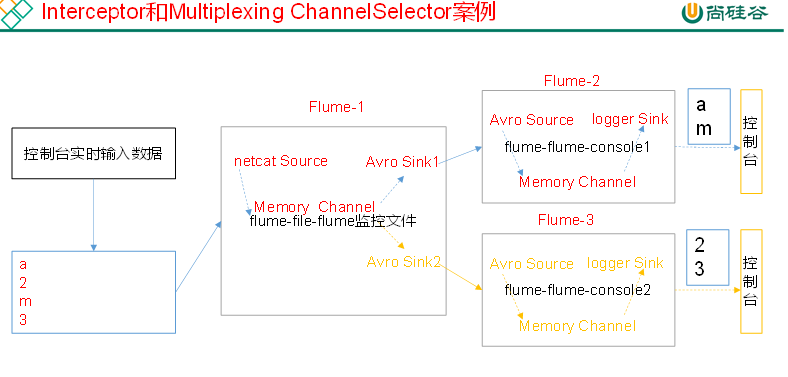 Interceptor和Multiplexing ChannelSelector案例
尚硅谷
控制台实时输入数据
a
2
m
3
Flume-1
netcat Source
Avro Sink1
Memory Channel
flume-file-flume监控文件
Avro Sink2
Flume-2
Avro Source
logger Sink
flume-flume-console1
Memory Channel
a
m
控
制
台
Flume-3
Avro Source
logger Sink
flume-flume-console2
Memory Channel
2
3
控
制
台